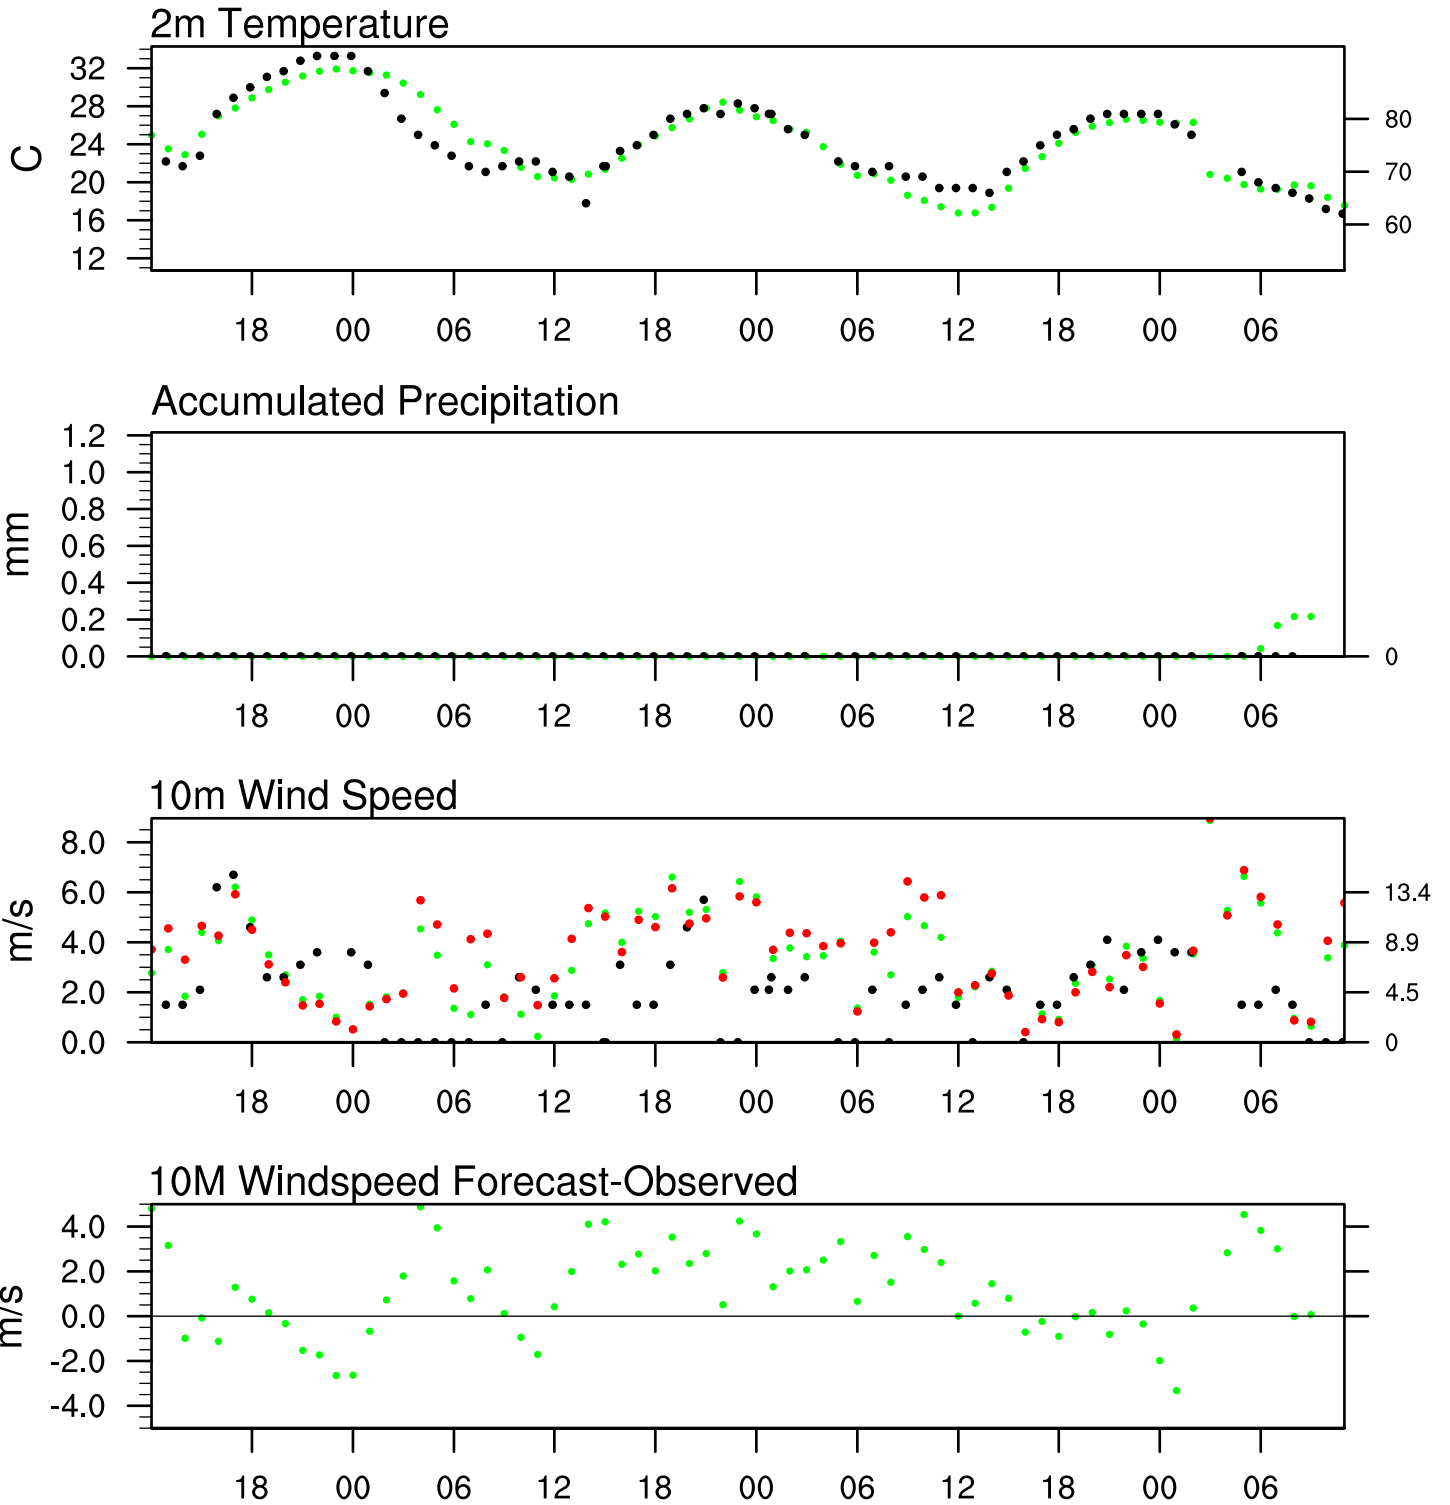 2m Temperature
C
32
28
24
20
16
12
80
70
60
18 00 06 12 18 00 06 12 18 00 06
Accumulated Precipitation
mm
1.2
1.0
0.8
0.6
0.4
0.2
0.0
0
18 00 06 12 18 00 06 12 18 00 06
10m Wind Speed
m/s
8.0
6.0
4.0
2.0
0.0
13.4
8.9
4.5
0
18 00 06 12 18 00 06 12 18 00 06
10M Windspeed Forecast-Observed
m/s
4.0
2.0
0.0
-2.0
-4.0
18 00 06 12 18 00 06 12 18 00 06